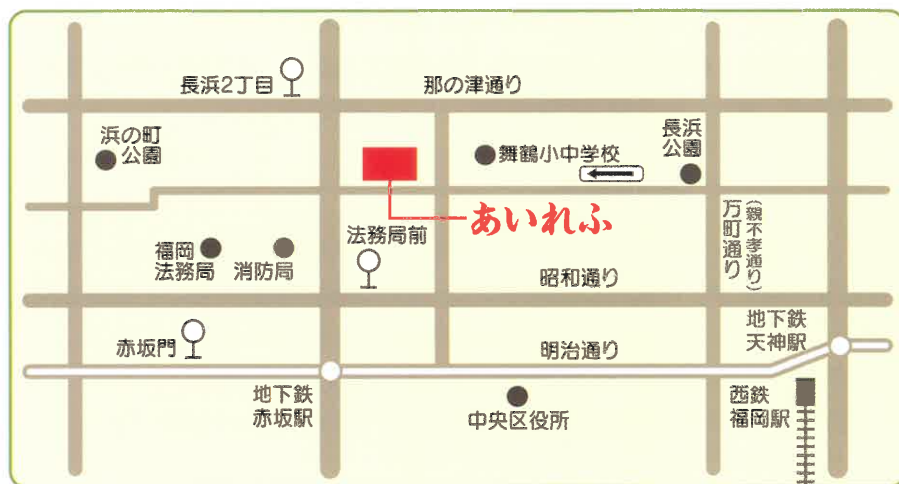 長浜2丁目
那の津通り
浜の町
公園
舞鶴小中学校
長浜
公園
あいれふ
法務局前
万町通り
(親不孝通り)
福岡
法務局
消防局
昭和通り
地下鉄
天神駅
赤坂門
明治通り
地下鉄
赤坂駅
中央区役所
西鉄
福岡駅